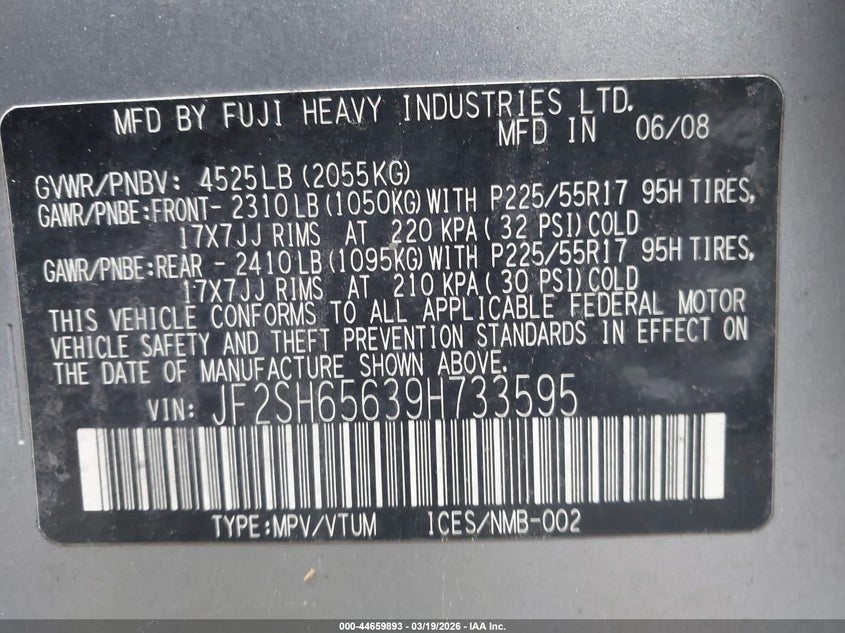 MFD BY FUJI HEAVY INDUSTRIES LTD.
MFD IN 06/08
GVWR/PNBV: 4525LB (2055KG)
GAWR/PNBE:FRONT- 2310LB (1050KG) WITH P225/55R17 95H TIRES,
17X7JJ RIMS AT 220 KPA ( 32 PSI) COLD
GAWR/PNBE:REAR - 2410LB (1095KG) WITH P225/55R17 95H TIRES,
17X7JJ RIMS AT 210 KPA ( 30 PSI) COLD
THIS VEHICLE CONFORMS TO ALL APPLICABLE FEDERAL MOTOR
VEHICLE SAFETY AND THEFT PREVENTION STANDARDS IN EFFECT ON
THE DATE OF MANUFACTURE SHOWN ABOVE.
VIN: JF2SH65639H733595
TYPE:MPV/VTUM ICES/NMB-002
000-44659893 — 03/19/2026 — IAA Inc.